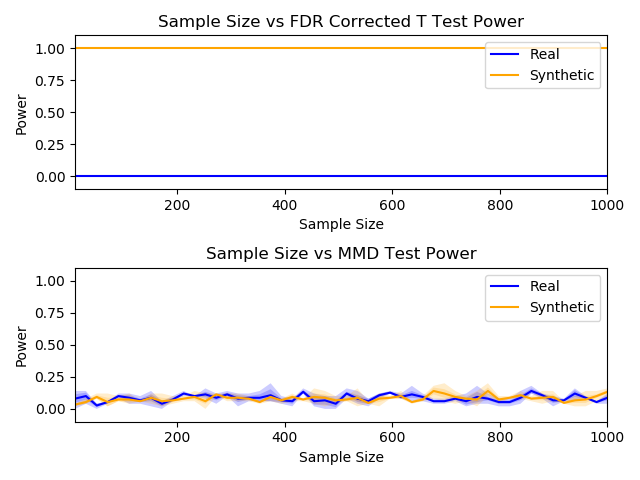 Sample Size vs FDR Corrected T Test Power
1.00
0.75
0.50
0.25
0.00
Power
Real
Synthetic
200 400 600 800 1000
Sample Size
Sample Size vs MMD Test Power
1.00
0.75
0.50
0.25
0.00
Power
Real
Synthetic
200 400 600 800 1000
Sample Size